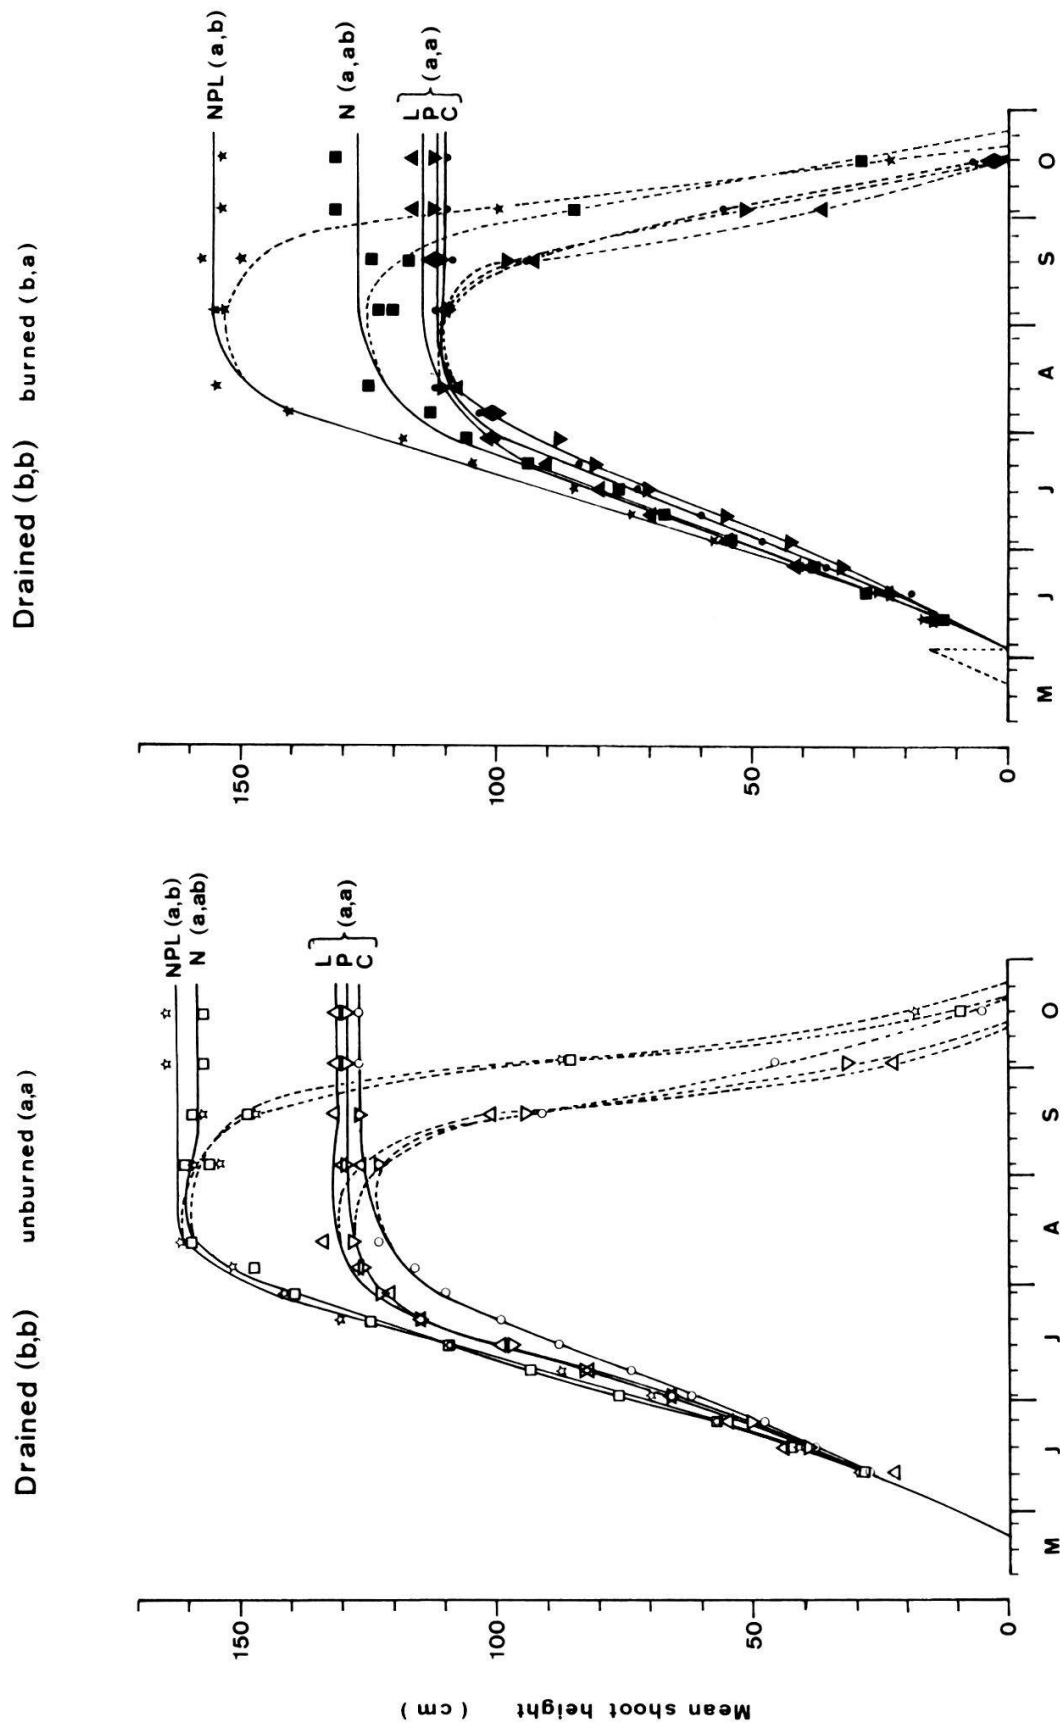 Drained (b,b) unburned (a,a)
Mean shoot height (cm)
150
100
50
0
NPL (a,b)
N (a,ab)
L
P (a,a)
C
M J J A S O
Drained (b,b) burned (b,a)
150
100
50
0
NPL (a,b)
N (a,ab)
L
P (a,a)
C
M J J A S O